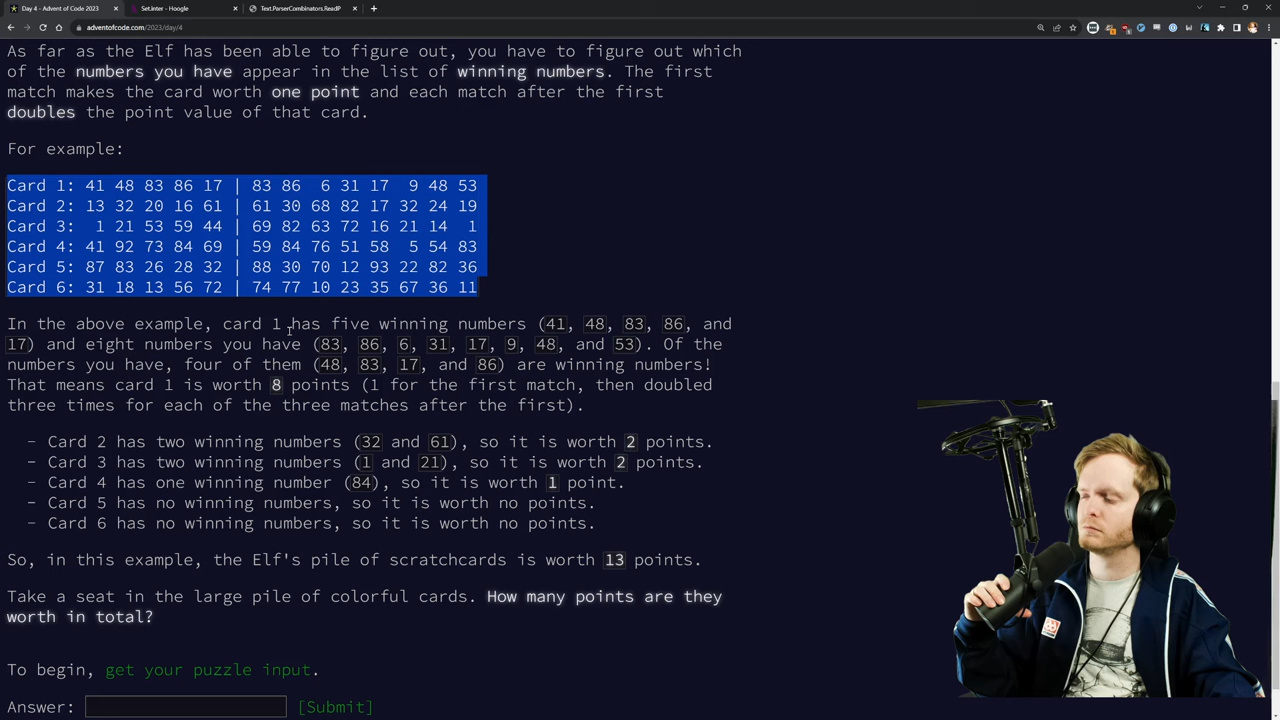 Day 4 - Advent of Code 2023
Set.inter - Hoogle
Text.ParserCombinators.ReadP
adventofcode.com/2023/day/4
As far as the Elf has been able to figure out, you have to figure out which
of the numbers you have appear in the list of winning numbers. The first
match makes the card worth one point and each match after the first
doubles the point value of that card.
For example:
Card 1: 41 48 83 86 17 | 83 86  6 31 17  9 48 53
Card 2: 13 32 20 16 61 | 61 30 68 82 17 32 24 19
Card 3:  1 21 53 59 44 | 69 82 63 72 16 21 14  1
Card 4: 41 92 73 84 69 | 59 84 76 51 58  5 54 83
Card 5: 87 83 26 28 32 | 88 30 70 12 93 22 82 36
Card 6: 31 18 13 56 72 | 74 77 10 23 35 67 36 11
In the above example, card 1 has five winning numbers (41, 48, 83, 86, and
17) and eight numbers you have (83, 86, 6, 31, 17, 9, 48, and 53). Of the
numbers you have, four of them (48, 83, 17, and 86) are winning numbers!
That means card 1 is worth 8 points (1 for the first match, then doubled
three times for each of the three matches after the first).
- Card 2 has two winning numbers (32 and 61), so it is worth 2 points.
- Card 3 has two winning numbers (1 and 21), so it is worth 2 points.
- Card 4 has one winning number (84), so it is worth 1 point.
- Card 5 has no winning numbers, so it is worth no points.
- Card 6 has no winning numbers, so it is worth no points.
So, in this example, the Elf's pile of scratchcards is worth 13 points.
Take a seat in the large pile of colorful cards. How many points are they
worth in total?
To begin, get your puzzle input.
Answer: [Submit]